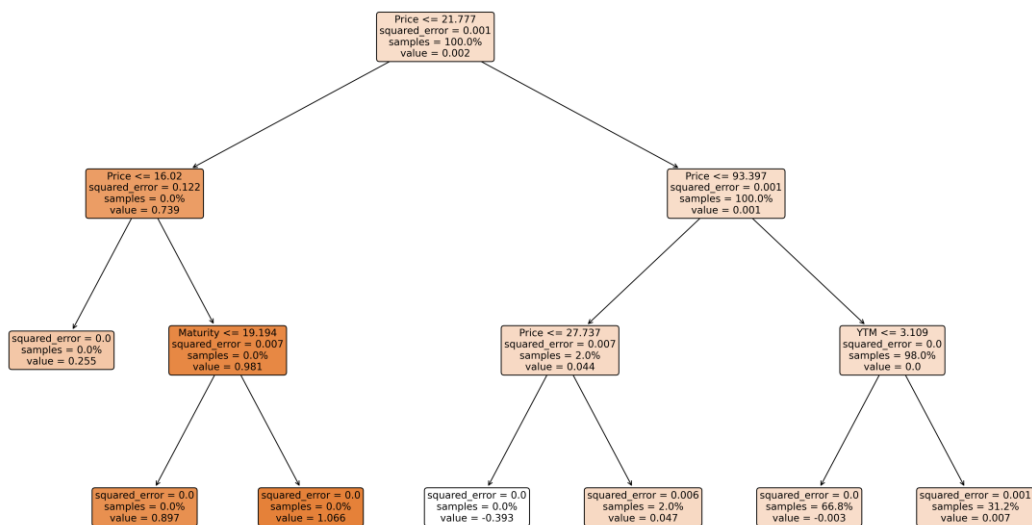 Price <= 21.777
squared_error = 0.001
samples = 100.0%
value = 0.002
Price <= 16.02
squared_error = 0.122
samples = 0.0%
value = 0.739
Price <= 93.397
squared_error = 0.001
samples = 100.0%
value = 0.001
squared_error = 0.0
samples = 0.0%
value = 0.255
Maturity <= 19.194
squared_error = 0.007
samples = 0.0%
value = 0.981
Price <= 27.737
squared_error = 0.007
samples = 2.0%
value = 0.044
YTM <= 3.109
squared_error = 0.0
samples = 98.0%
value = 0.0
squared_error = 0.0
samples = 0.0%
value = 0.897
squared_error = 0.0
samples = 0.0%
value = 1.066
squared_error = 0.0
samples = 0.0%
value = -0.393
squared_error = 0.006
samples = 2.0%
value = 0.047
squared_error = 0.0
samples = 66.8%
value = -0.003
squared_error = 0.001
samples = 31.2%
value = 0.007